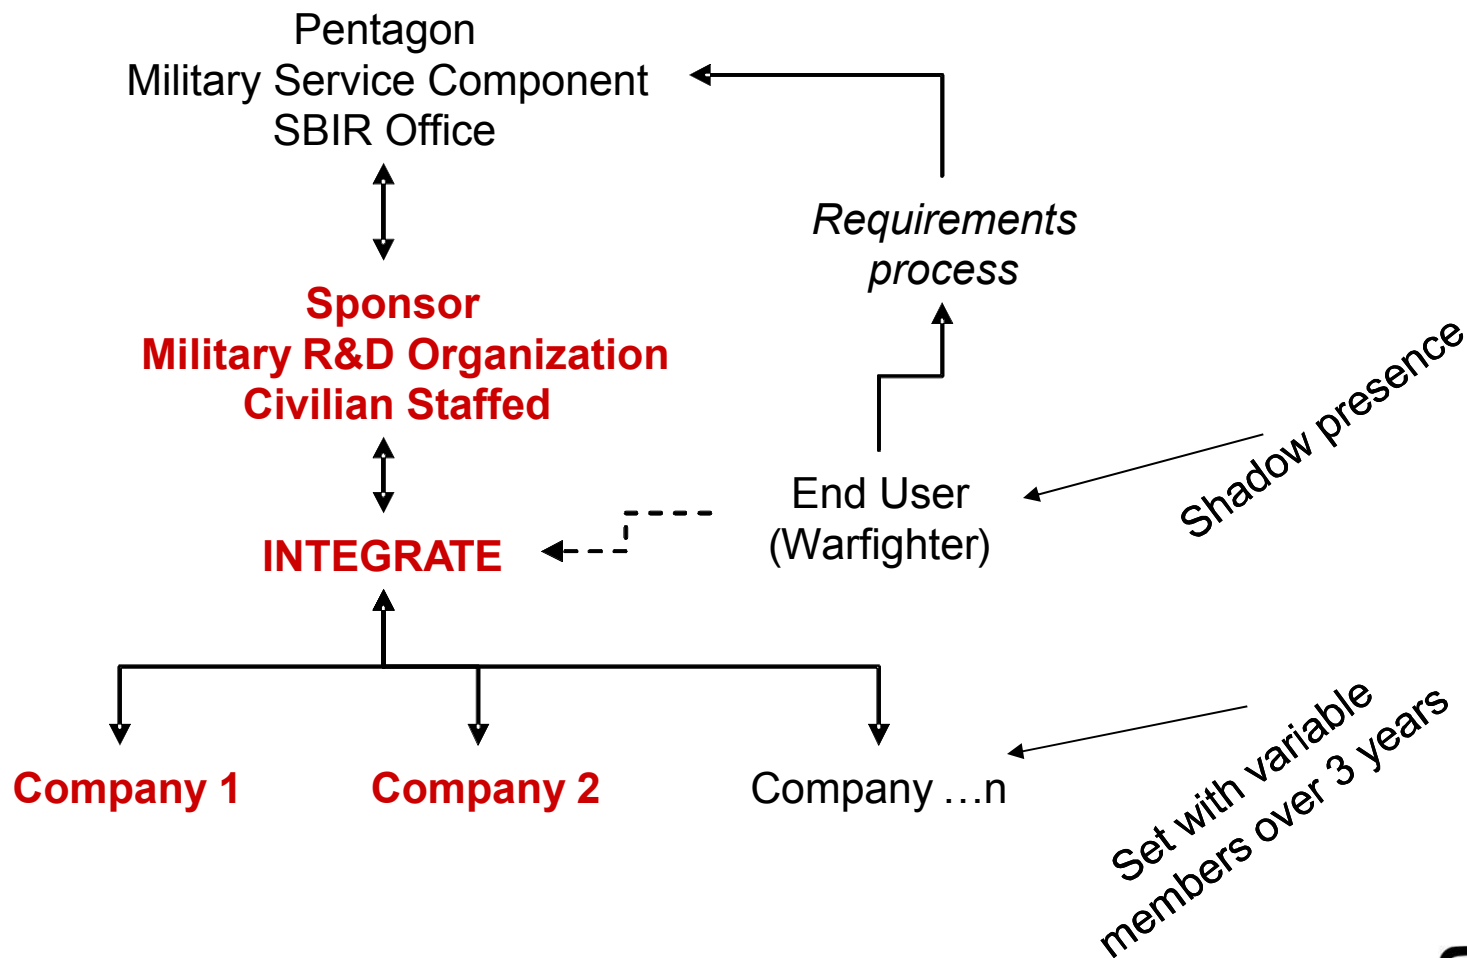 Pentagon
Military Service Component
SBIR Office
Requirements
process
Sponsor
Military R&D Organization
Civilian Staffed
Shadow presence
End User
(Warfighter)
INTEGRATE
Company 1
Company 2
Company …n
Set with variable
members over 3 years